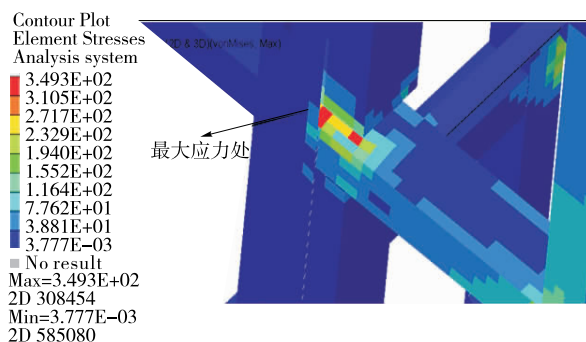 Contour Plot
Element Stresses
2D & 3D)(vonMises, Max)
Analysis system
3.493E+02
3.105E+02
2.717E+02
2.329E+02
1.940E+02
1.552E+02
1.164E+02
7.762E+01
3.881E+01
3.777E-03
No result
Max=3.493E+02
2D 308454
Min=3.777E-03
2D 585080
最大应力处